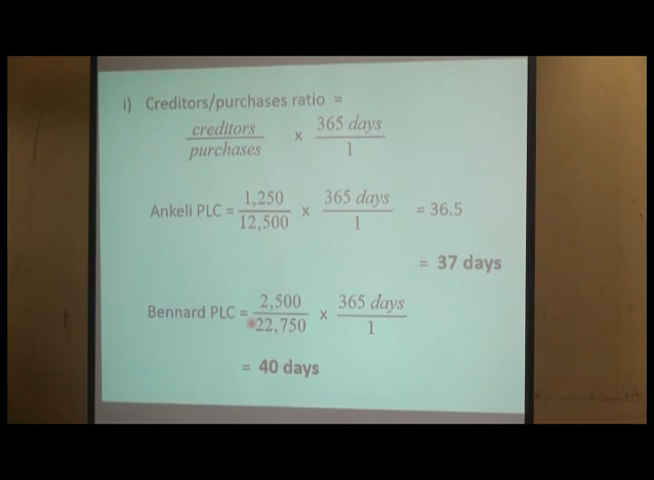 i) Creditors/purchases ratio =
creditors x 365 days
purchases 1
Ankeli PLC = 1,250 x 365 days = 36.5
12,500 1
= 37 days
Bennard PLC = 2,500 x 365 days
22,750 1
= 40 days